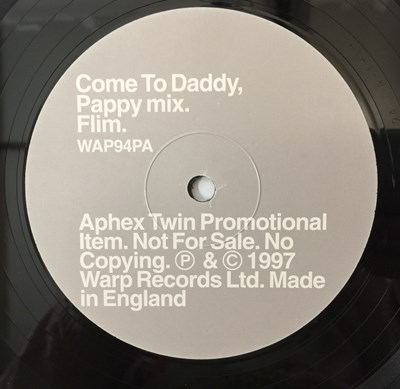 Come To Daddy,
Pappy mix.
Flim.
WAP94PA
Aphex Twin Promotional
Item. Not For Sale. No
Copying. ℗ & © 1997
Warp Records Ltd. Made
in England